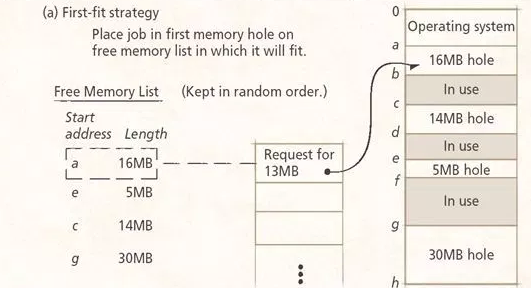 (a) First-fit strategy
Place job in first memory hole on
free memory list in which it will fit.
Free Memory List (Kept in random order.)
Start
address Length
a 16MB
e 5MB
c 14MB
g 30MB
Request for
13MB
0
Operating system
a
16MB hole
b
In use
c
14MB hole
d
In use
e
5MB hole
f
In use
g
30MB hole
h